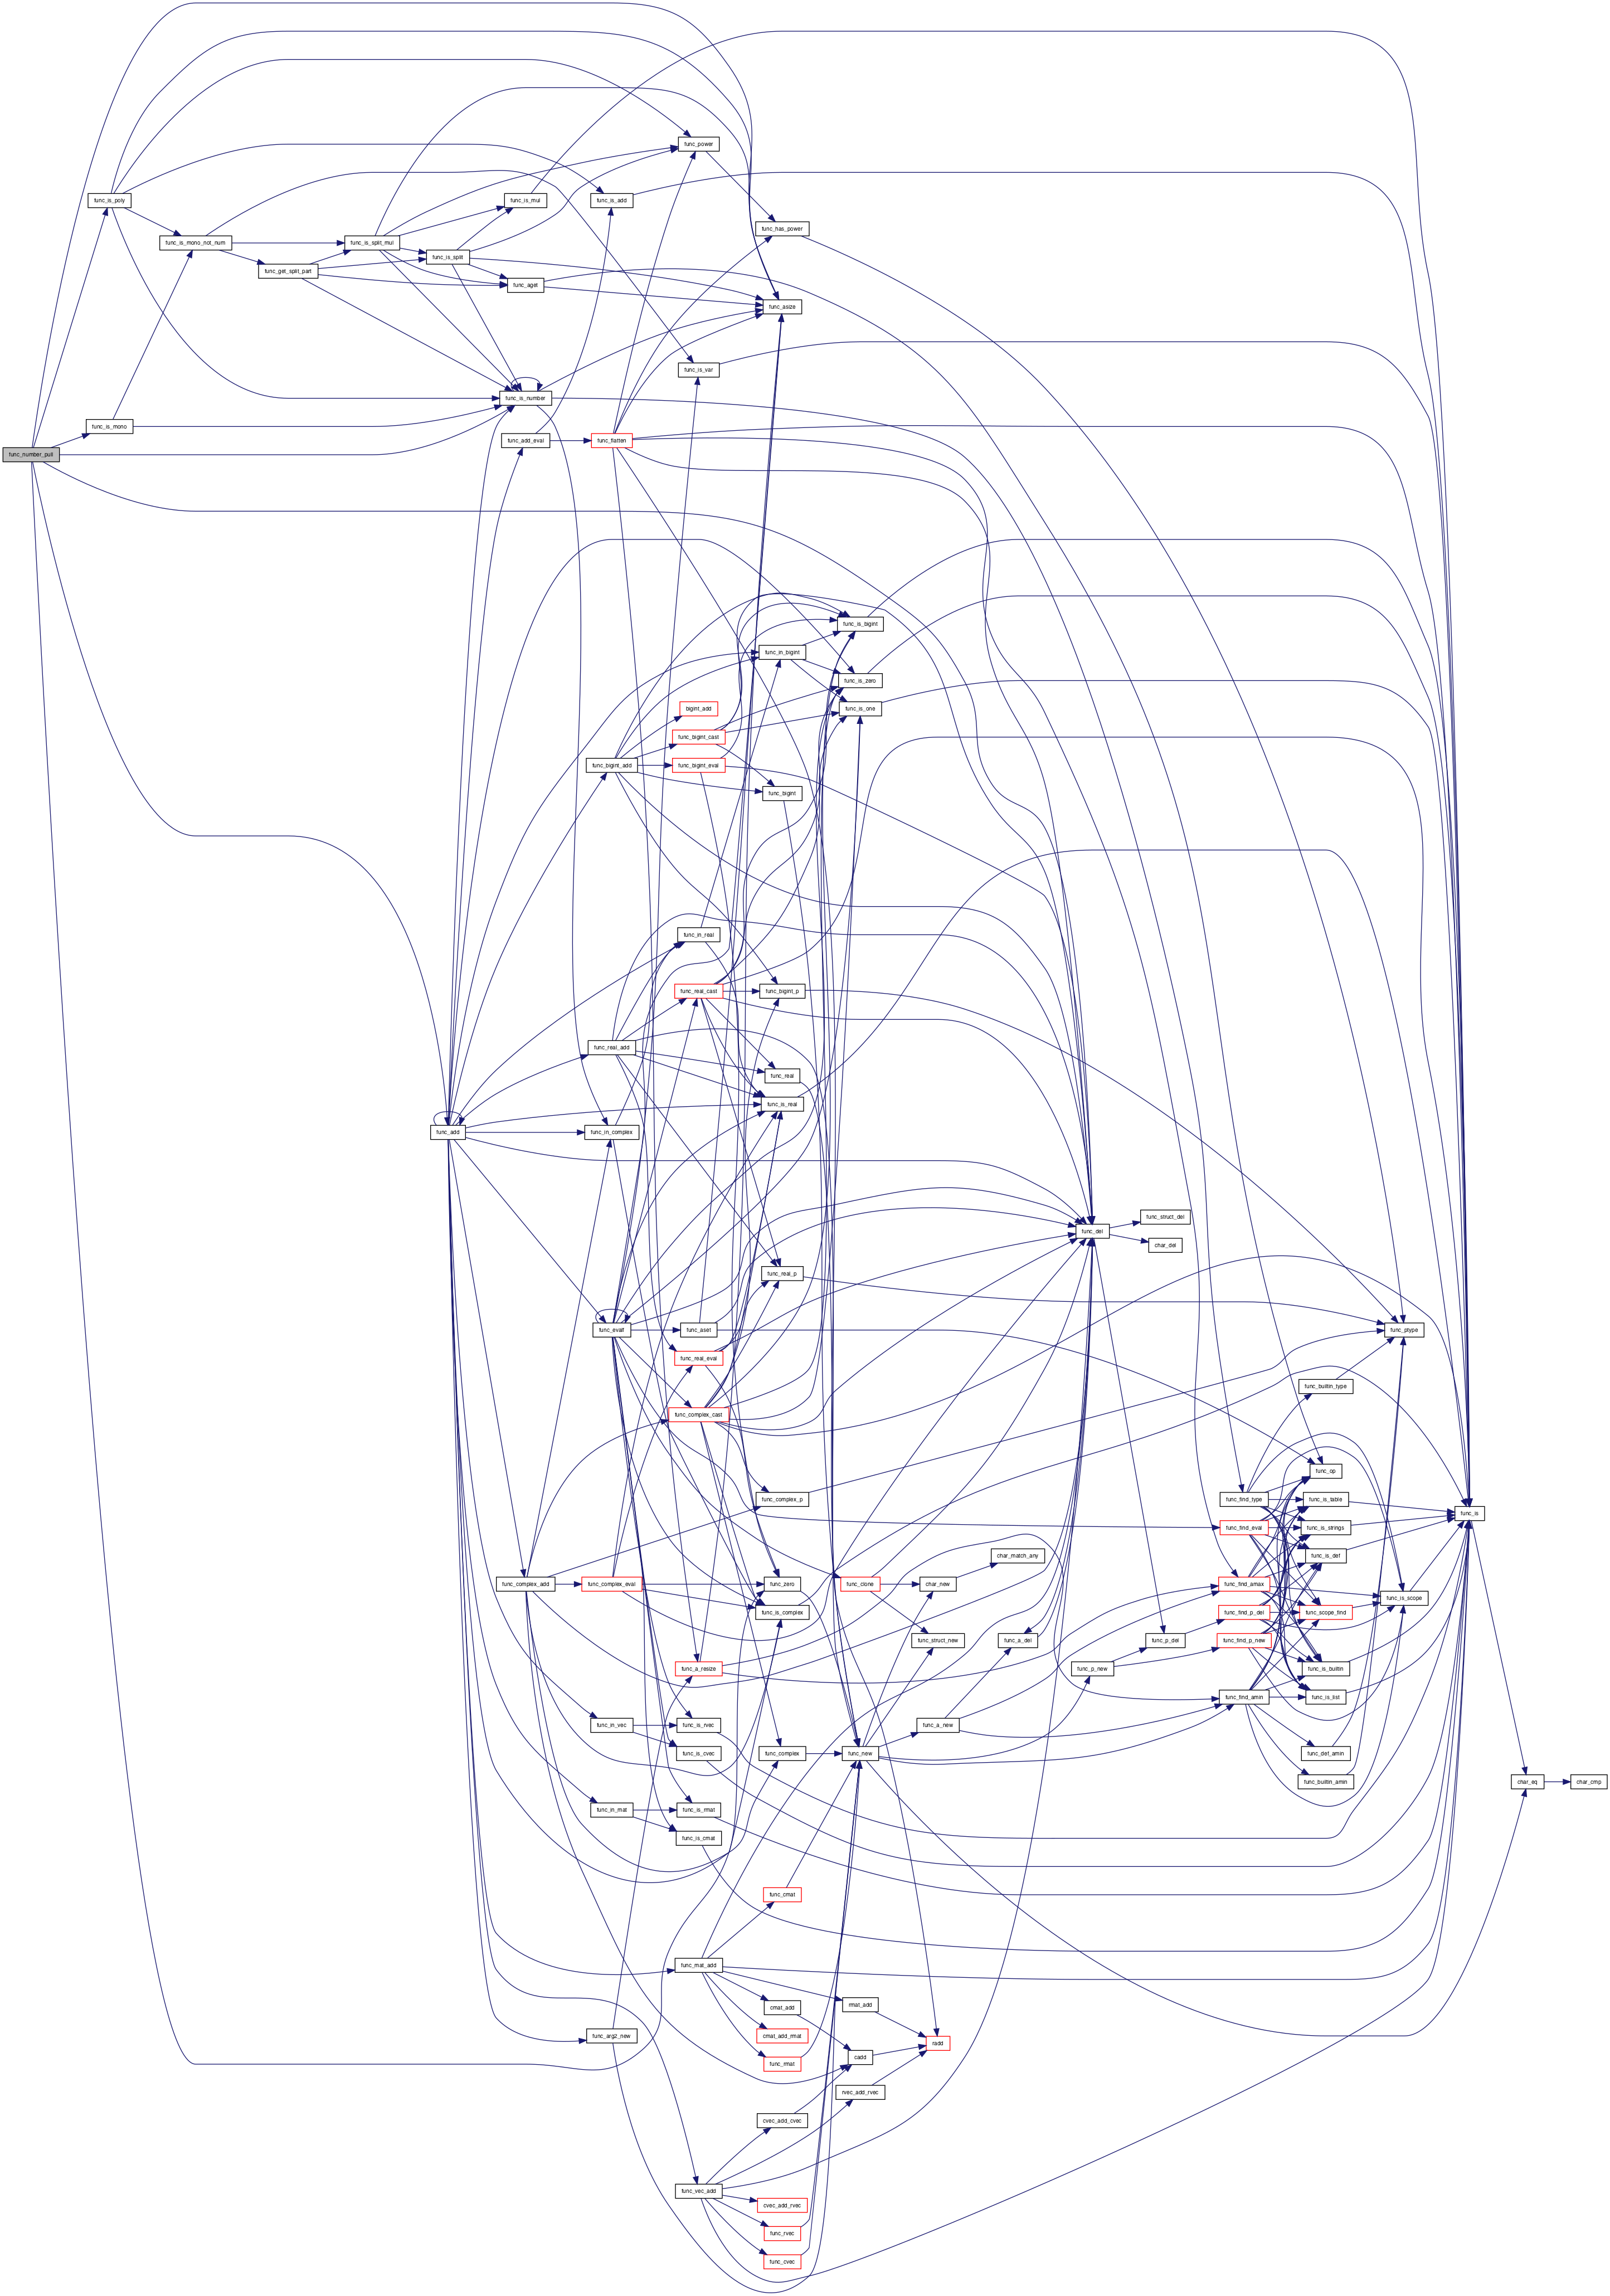 func_power
func_is_poly
func_is_mul
func_is_add
func_has_power
func_is_mono_not_num
func_is_split_mul
func_is_split
func_get_split_part
func_aget
func_asize
func_is_var
func_is_number
func_is_mono
func_add_eval
func_flatten
func_number_pull
func_is_bigint
func_in_bigint
func_is_zero
bigint_add
func_is_one
func_bigint_cast
func_bigint_add
func_bigint_eval
func_bigint
func_in_real
func_real_cast
func_bigint_p
func_real_add
func_real
func_is_real
func_add
func_in_complex
func_struct_del
func_del
char_del
func_real_p
func_evalf
func_aset
func_ptype
func_real_eval
func_builtin_type
func_complex_cast
func_op
func_complex_p
func_find_type
func_is_table
func_is
func_find_eval
func_is_strings
char_match_any
func_is_def
func_complex_add
func_complex_eval
func_zero
func_clone
char_new
func_find_amax
func_is_scope
func_is_complex
func_find_p_del
func_scope_find
func_struct_new
func_a_del
func_p_del
func_find_p_new
func_a_resize
func_p_new
func_is_builtin
func_find_amin
func_is_list
func_in_vec
func_is_rvec
func_a_new
func_is_cvec
func_complex
func_new
func_def_amin
func_builtin_amin
char_eq
char_cmp
func_in_mat
func_is_rmat
func_is_cmat
func_cmat
func_mat_add
cmat_add
rmat_add
func_arg2_new
cmat_add_rmat
radd
func_rmat
cadd
rvec_add_rvec
cvec_add_cvec
func_vec_add
cvec_add_rvec
func_rvec
func_cvec